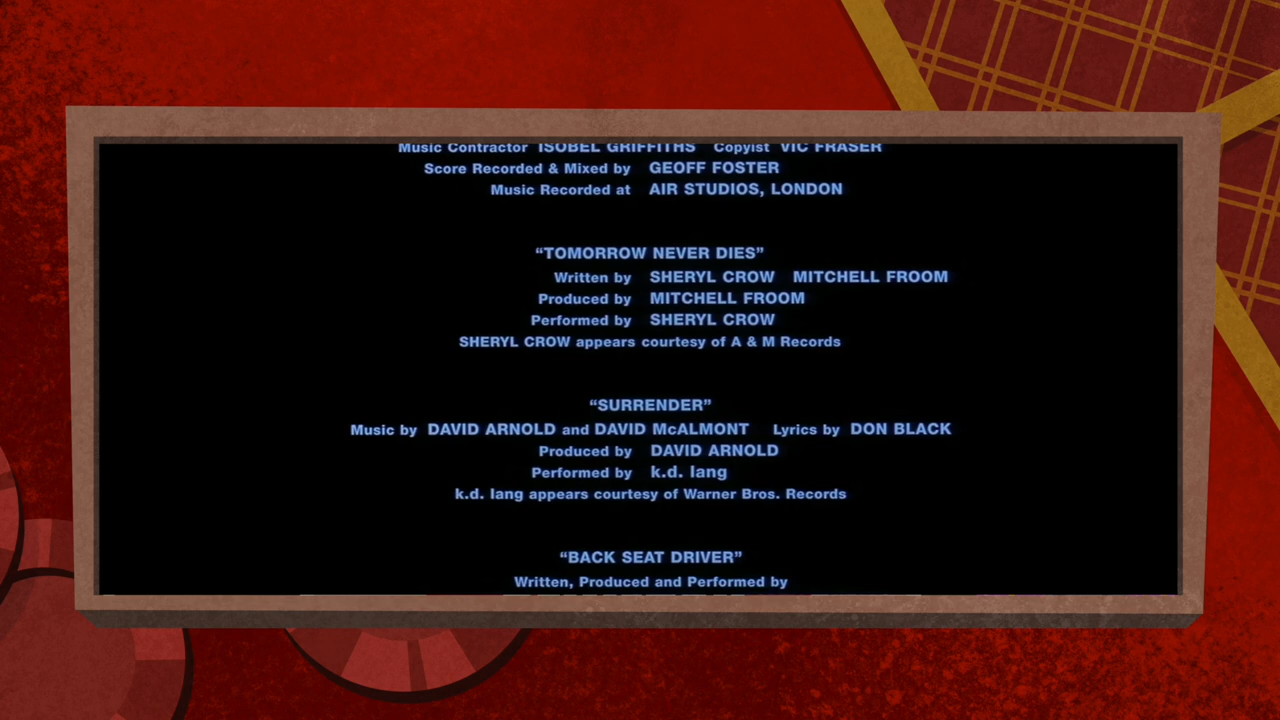 Music Contractor ISOBEL GRIFFITHS Copyist VIC FRASER
Score Recorded & Mixed by GEOFF FOSTER
Music Recorded at AIR STUDIOS, LONDON
“TOMORROW NEVER DIES”
Written by SHERYL CROW MITCHELL FROOM
Produced by MITCHELL FROOM
Performed by SHERYL CROW
SHERYL CROW appears courtesy of A & M Records
“SURRENDER”
Music by DAVID ARNOLD and DAVID McALMONT Lyrics by DON BLACK
Produced by DAVID ARNOLD
Performed by k.d. lang
k.d. lang appears courtesy of Warner Bros. Records
“BACK SEAT DRIVER”
Written, Produced and Performed by